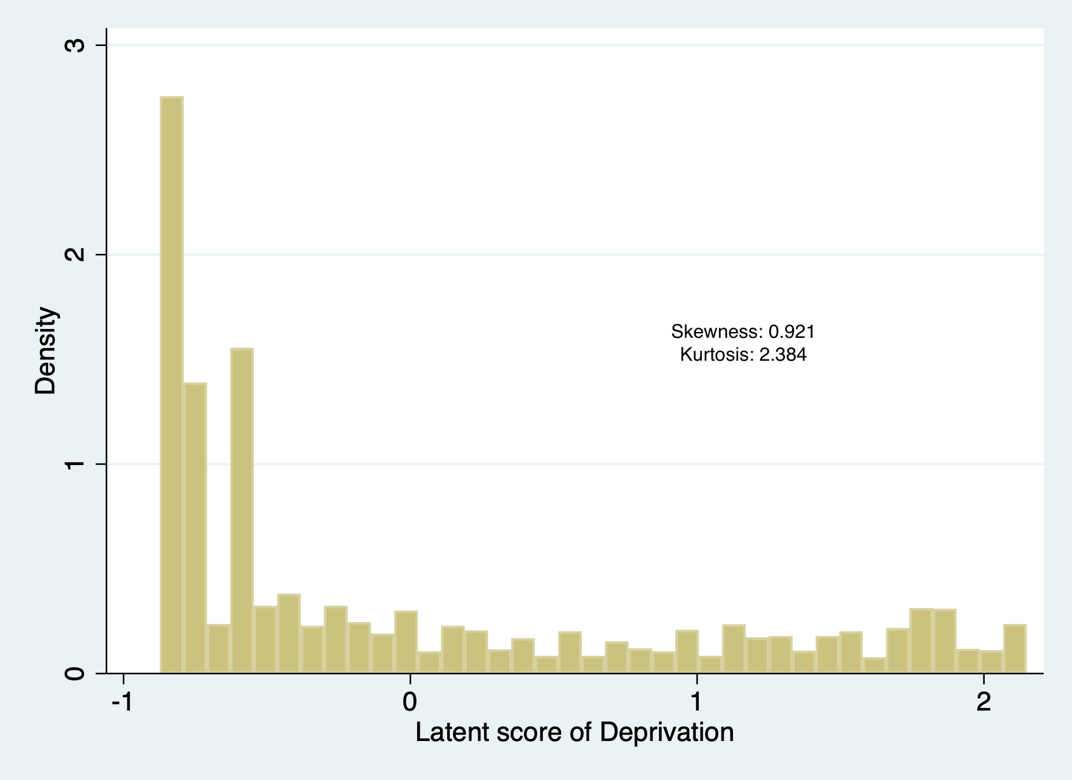 3
2
1
0
Density
Skewness: 0.921
Kurtosis: 2.384
-1
0
1
2
Latent score of Deprivation